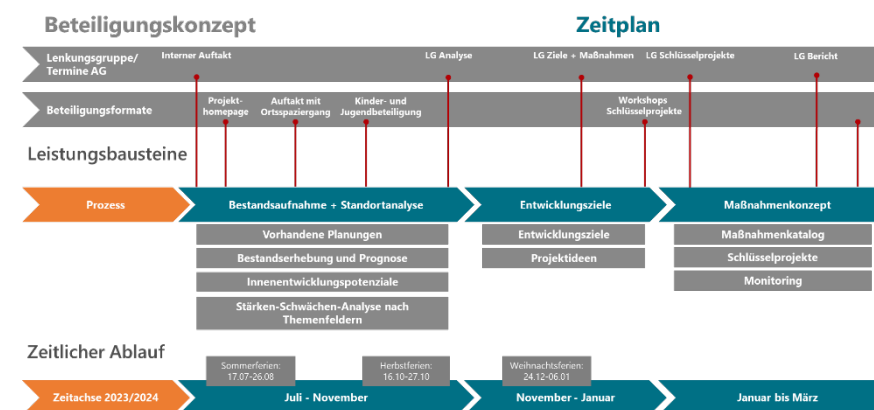 Beteiligungskonzept
Zeitplan
Lenkungsgruppe/
Termine AG
Interner Auftakt
LG Analyse
LG Ziele + Maßnahmen
LG Schlüsselprojekte
LG Bericht
Beteiligungsformate
Projekt-
homepage
Auftakt mit
Ortsspaziergang
Kinder- und
Jugendbeteiligung
Workshops
Schlüsselprojekte
Leistungsbausteine
Prozess
Bestandsaufnahme + Standortanalyse
Entwicklungsziele
Maßnahmenkonzept
Vorhandene Planungen
Bestandserhebung und Prognose
Innenentwicklungspotenziale
Stärken-Schwächen-Analyse nach
Themenfeldern
Entwicklungsziele
Projektideen
Maßnahmenkatalog
Schlüsselprojekte
Monitoring
Zeitlicher Ablauf
Sommerferien:
17.07-26.08
Herbstferien:
16.10-27.10
Weihnachtsferien:
24.12-06.01
Zeitachse 2023/2024
Juli - November
November - Januar
Januar bis März